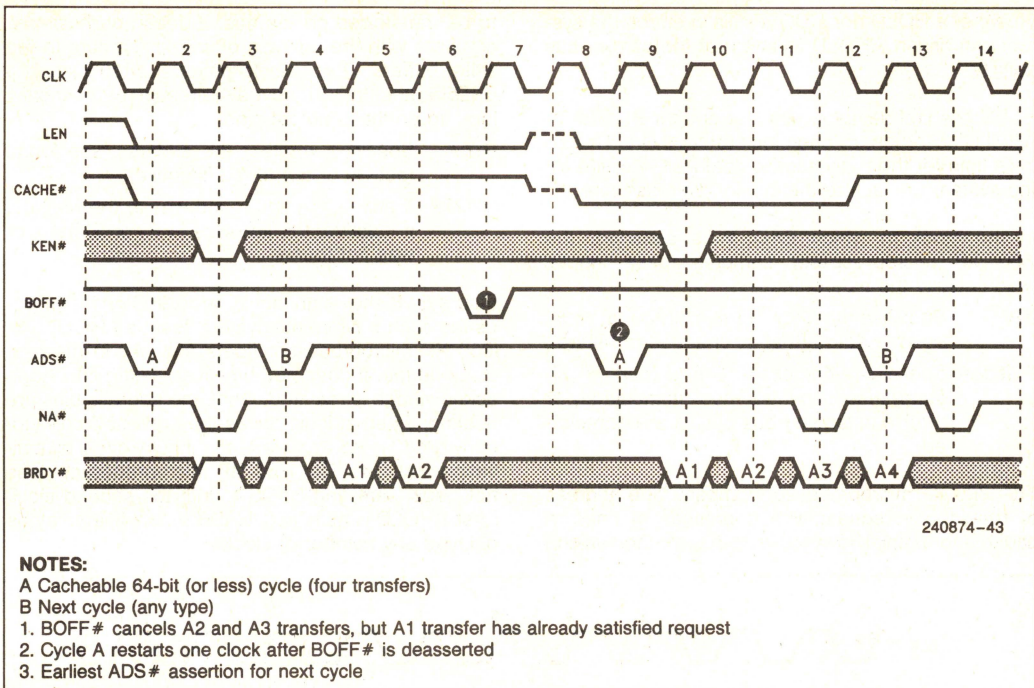 1 2 3 4 5 6 7 8 9 10 11 12 13 14
CLK
LEN
CACHE#
KEN#
BOFF# 1
2
ADS# A B A B
NA#
BRDY# A1 A2 A1 A2 A3 A4
240874-43
NOTES:
A Cacheable 64-bit (or less) cycle (four transfers)
B Next cycle (any type)
1. BOFF# cancels A2 and A3 transfers, but A1 transfer has already satisfied request
2. Cycle A restarts one clock after BOFF# is deasserted
3. Earliest ADS# assertion for next cycle